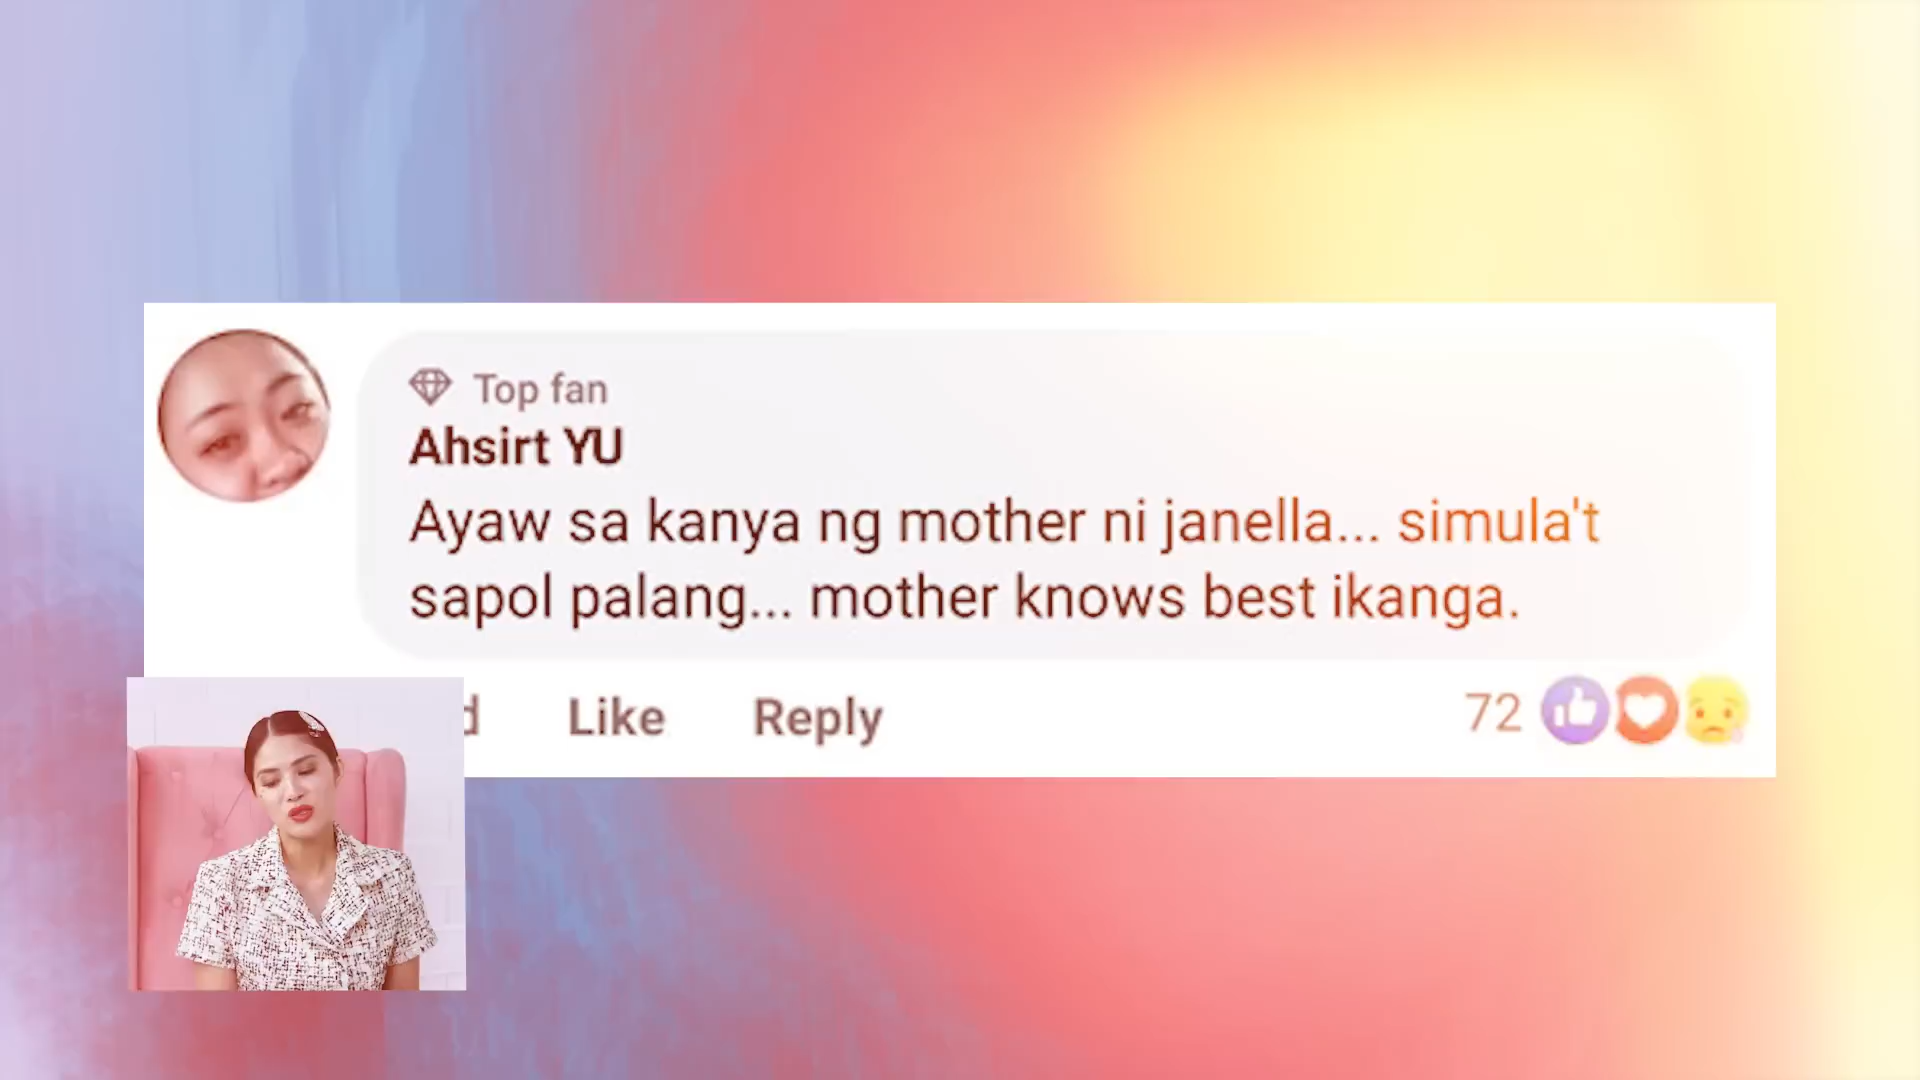 Top fan
Ahsirt YU
Ayaw sa kanya ng mother ni janella... simula't
sapol palang... mother knows best ikanga.
d Like Reply 72